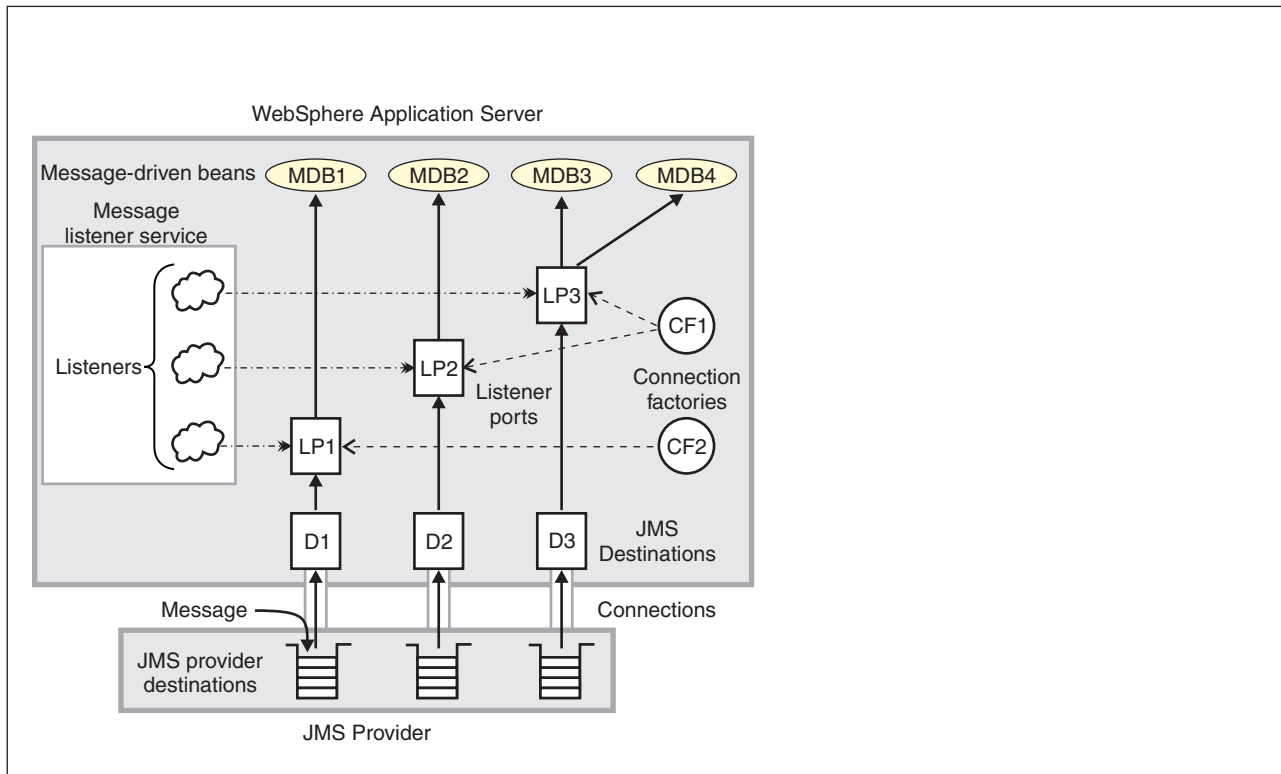 WebSphere Application Server
Message-driven beans
MDB1
MDB2
MDB3
MDB4
Message
listener service
Listeners
LP3
CF1
LP2
Listener
ports
Connection
factories
LP1
CF2
D1
D2
D3
JMS
Destinations
Message
Connections
JMS provider
destinations
JMS Provider